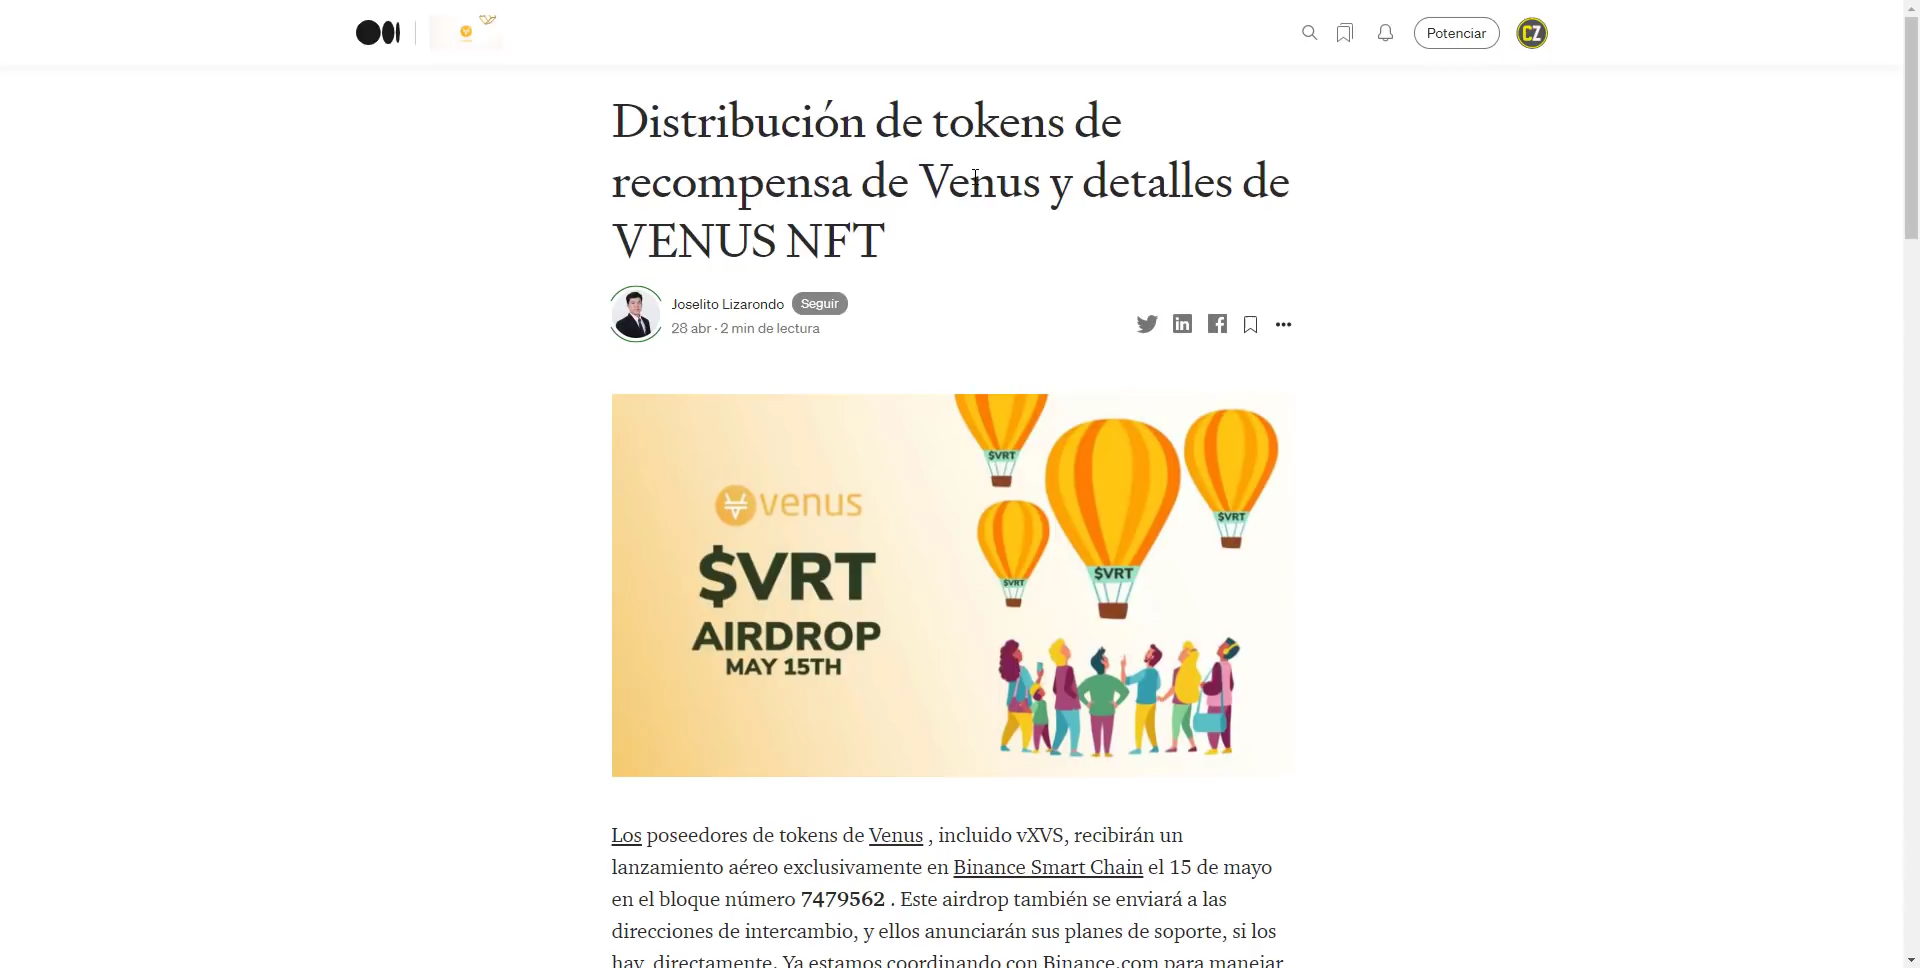 Potenciar
CZ
Distribución de tokens de
recompensa de Venus y detalles de
VENUS NFT
Joselito Lizarondo Seguir
28 abr · 2 min de lectura
venus
$VRT
AIRDROP
MAY 15TH
$VRT
$VRT
$VRT
$VRT
Los poseedores de tokens de Venus , incluido vXVS, recibirán un
lanzamiento aéreo exclusivamente en Binance Smart Chain el 15 de mayo
en el bloque número 7479562 . Este airdrop también se enviará a las
direcciones de intercambio, y ellos anunciarán sus planes de soporte, si los
hay, directamente. Ya estamos coordinando con Binance.com para manejar